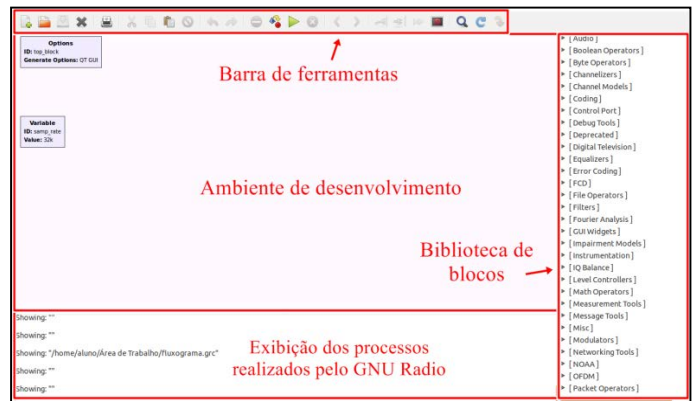 Options
ID: top_block
Generate Options: QT GUI
Barra de ferramentas
Variable
ID: samp_rate
Value: 32k
Ambiente de desenvolvimento
Biblioteca de
blocos
[ Audio ]
[ Boolean Operators ]
[ Byte Operators ]
[ Channelizers ]
[ Channel Models ]
[ Coding ]
[ Control Port ]
[ Debug Tools ]
[ Deprecated ]
[ Digital Television ]
[ Equalizers ]
[ Error Coding ]
[ FCD ]
[ File Operators ]
[ Filters ]
[ Fourier Analysis ]
[ GUI Widgets ]
[ Impairment Models ]
[ Instrumentation ]
[ IQ Balance ]
[ Level Controllers ]
[ Math Operators ]
[ Measurement Tools ]
[ Message Tools ]
[ Misc ]
[ Modulators ]
[ Networking Tools ]
[ NOAA ]
[ OFDM ]
[ Packet Operators ]
Showing: ""
Showing: ""
Showing: "/home/aluno/Área de Trabalho/fluxograma.grc"
Showing: ""
Showing: ""
Exibição dos processos
realizados pelo GNU Radio